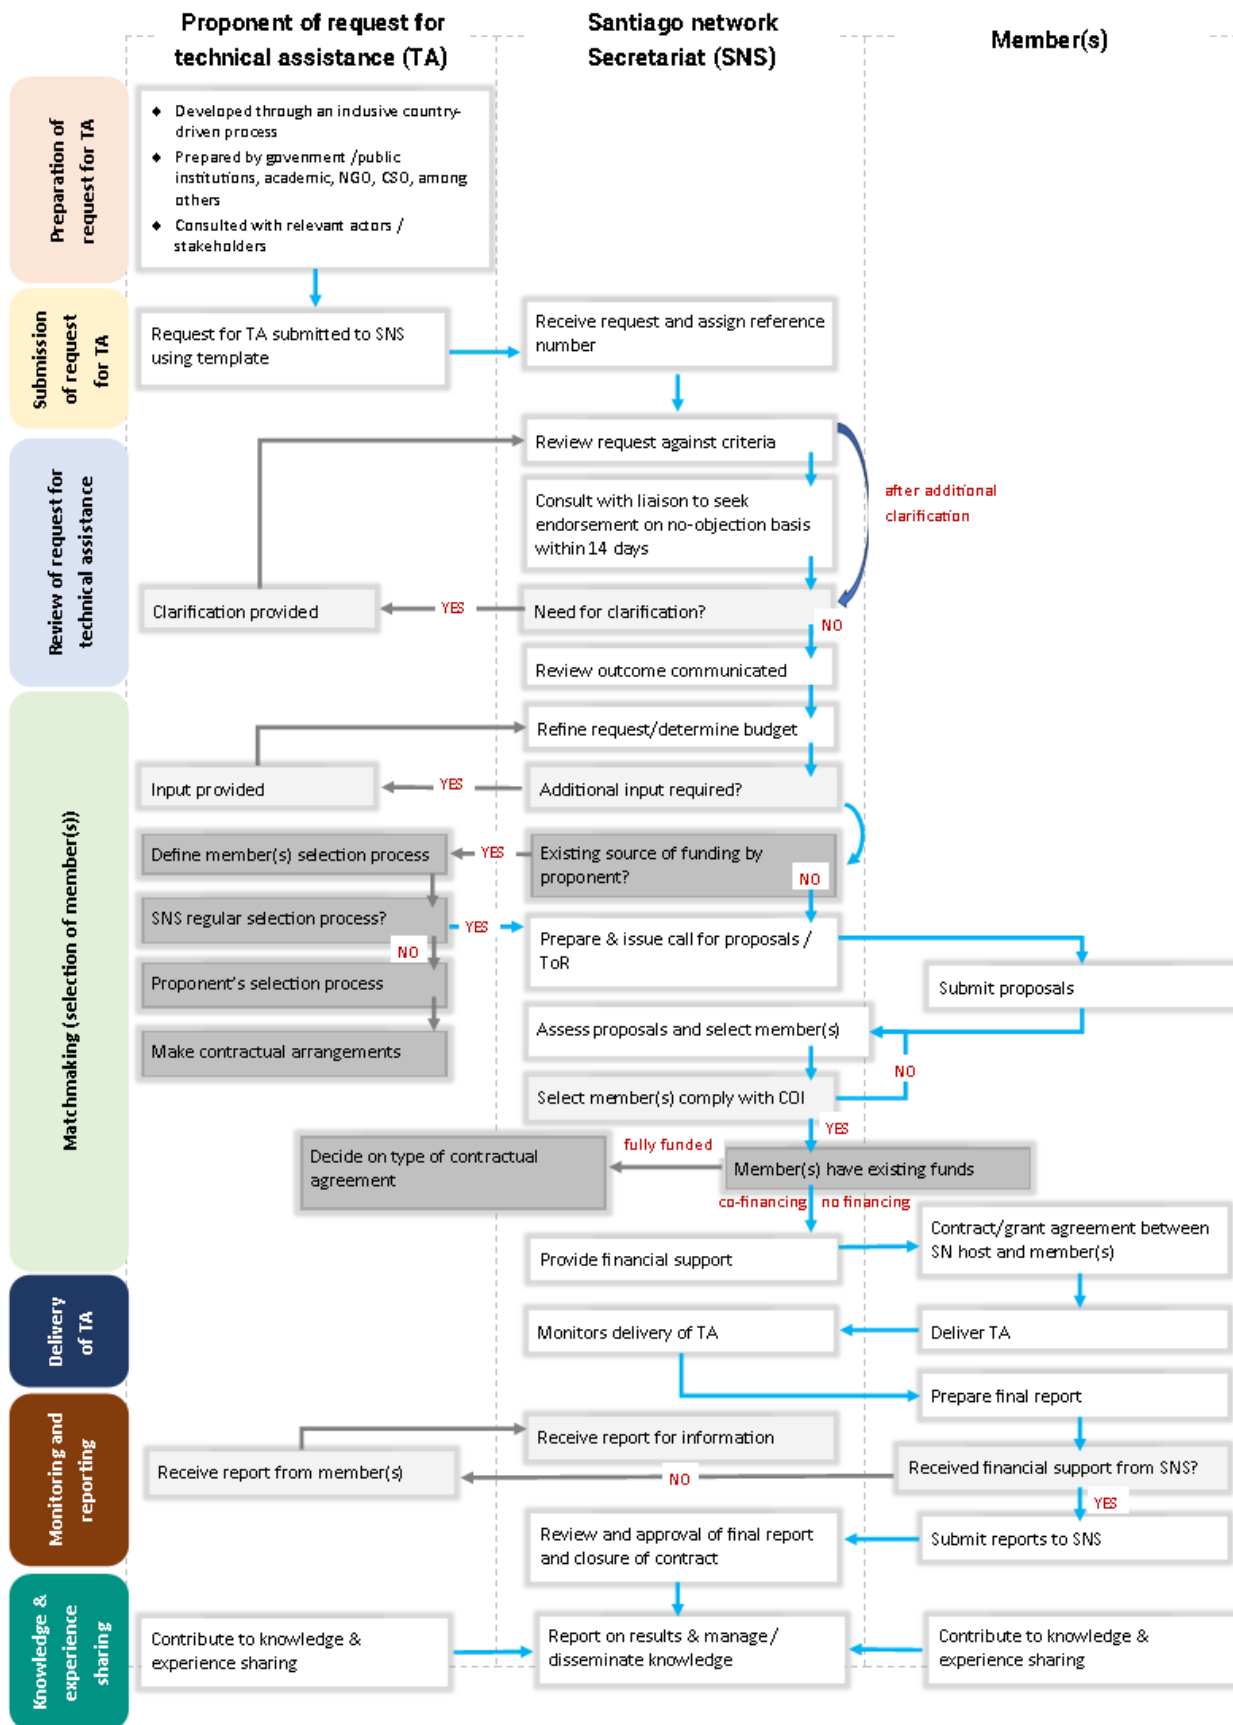 Proponent of request for
technical assistance (TA)
Santiago network
Secretariat (SNS)
Member(s)
Preparation of
request for TA
◆ Developed through an inclusive country-
driven process
◆ Prepared by govenment /public
institutions, academic, NGO, CSO, among
others
◆ Consulted with relevant actors /
stakeholders
Submission
of request
for TA
Request for TA submitted to SNS
using template
Receive request and assign reference
number
Review of request for
technical assistance
Review request against criteria
Consult with liaison to seek
endorsement on no-objection basis
within 14 days
after additional
clarification
Clarification provided
YES
Need for clarification?
NO
Review outcome communicated
Matchmaking (selection of member(s))
Refine request/determine budget
Input provided
YES
Additional input required?
Define member(s) selection process
YES
Existing source of funding by
proponent?
NO
SNS regular selection process?
YES
NO
Prepare & issue call for proposals /
ToR
Proponent's selection process
Submit proposals
Make contractual arrangements
Assess proposals and select member(s)
NO
Select member(s) comply with COI
YES
Decide on type of contractual
agreement
fully funded
Member(s) have existing funds
co-financing
no financing
Provide financial support
Contract/grant agreement between
SN host and member(s)
Delivery
of TA
Monitors delivery of TA
Deliver TA
Monitoring and
reporting
Prepare final report
Receive report for information
Receive report from member(s)
NO
Received financial support from SNS?
YES
Review and approval of final report
and closure of contract
Submit reports to SNS
Knowledge &
experience
sharing
Contribute to knowledge &
experience sharing
Report on results & manage/
disseminate knowledge
Contribute to knowledge &
experience sharing